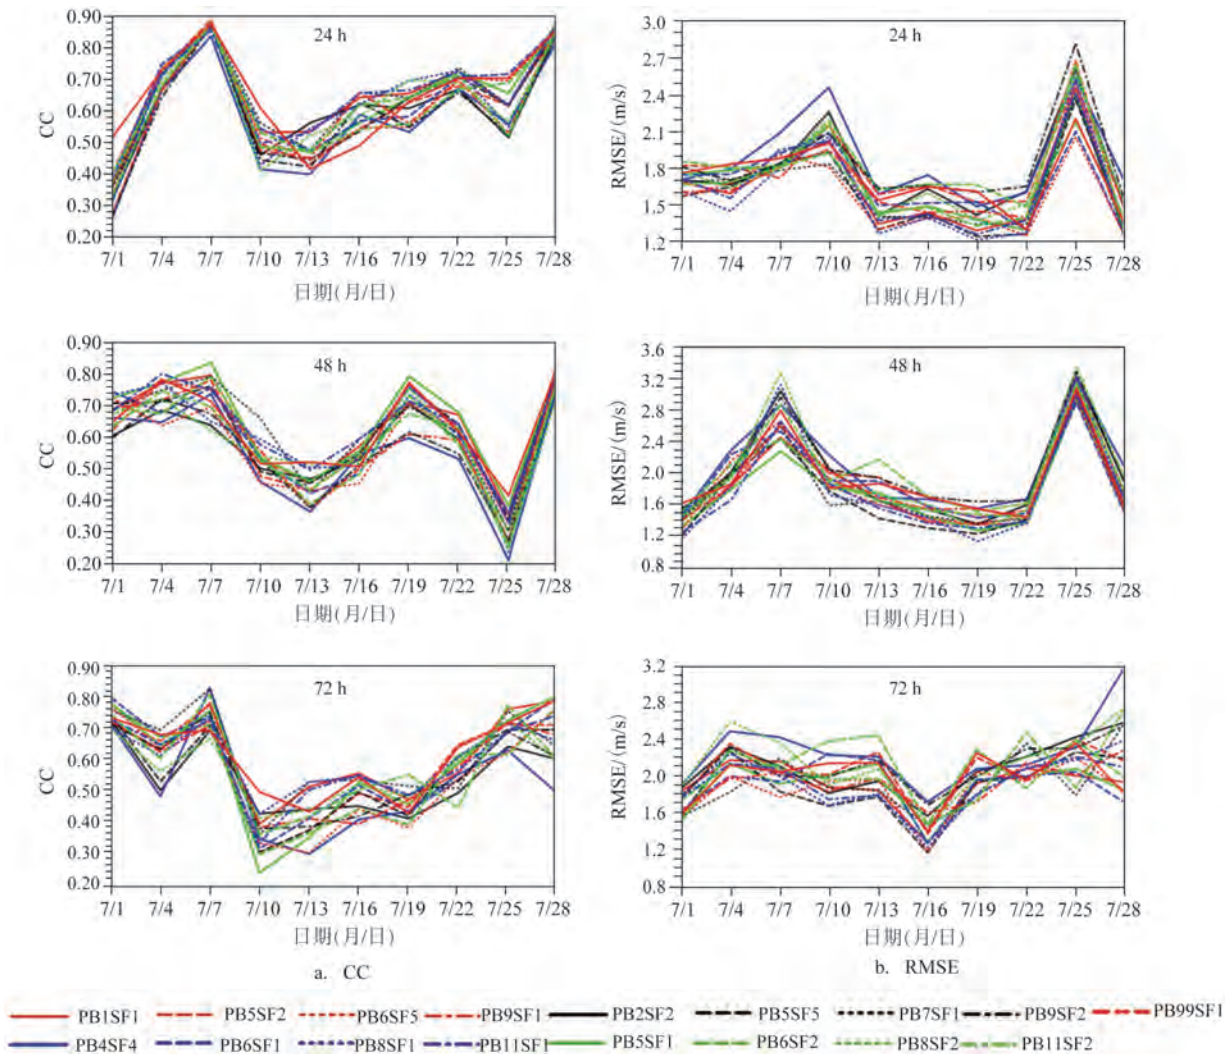 0.90
0.80
0.70
0.60
0.50
0.40
0.30
0.20
CC
24 h
7/1 7/4 7/7 7/10 7/13 7/16 7/19 7/22 7/25 7/28
日期(月/日)
3.0
2.7
2.4
2.1
1.8
1.5
1.2
RMSE/(m/s)
24 h
7/1 7/4 7/7 7/10 7/13 7/16 7/19 7/22 7/25 7/28
日期(月/日)
0.90
0.80
0.70
0.60
0.50
0.40
0.30
0.20
CC
48 h
7/1 7/4 7/7 7/10 7/13 7/16 7/19 7/22 7/25 7/28
日期(月/日)
3.6
3.2
2.8
2.4
2.0
1.6
1.2
0.8
RMSE/(m/s)
48 h
7/1 7/4 7/7 7/10 7/13 7/16 7/19 7/22 7/25 7/28
日期(月/日)
0.90
0.80
0.70
0.60
0.50
0.40
0.30
0.20
CC
72 h
7/1 7/4 7/7 7/10 7/13 7/16 7/19 7/22 7/25 7/28
日期(月/日)
a. CC
3.2
2.8
2.4
2.0
1.6
1.2
0.8
RMSE/(m/s)
72 h
7/1 7/4 7/7 7/10 7/13 7/16 7/19 7/22 7/25 7/28
日期(月/日)
b. RMSE
PB1SF1 PB5SF2 PB6SF5 PB9SF1 PB2SF2 PB5SF5 PB7SF1 PB9SF2 PB99SF1
PB4SF4 PB6SF1 PB8SF1 PB11SF1 PB5SF1 PB6SF2 PB8SF2 PB11SF2